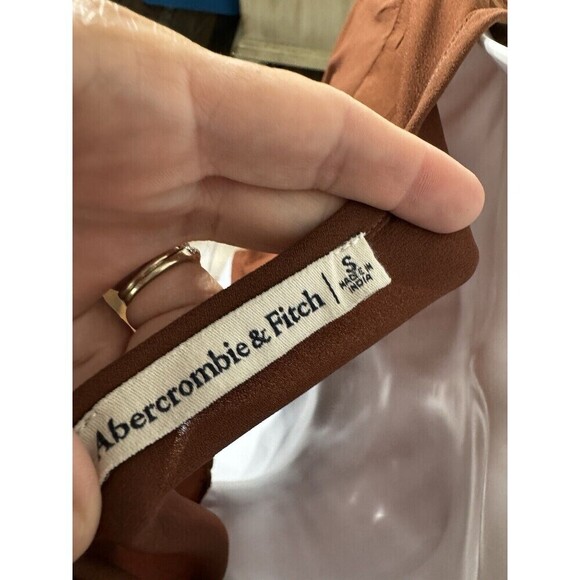 Abercrombie & Fitch | S
MADE IN
INDIA